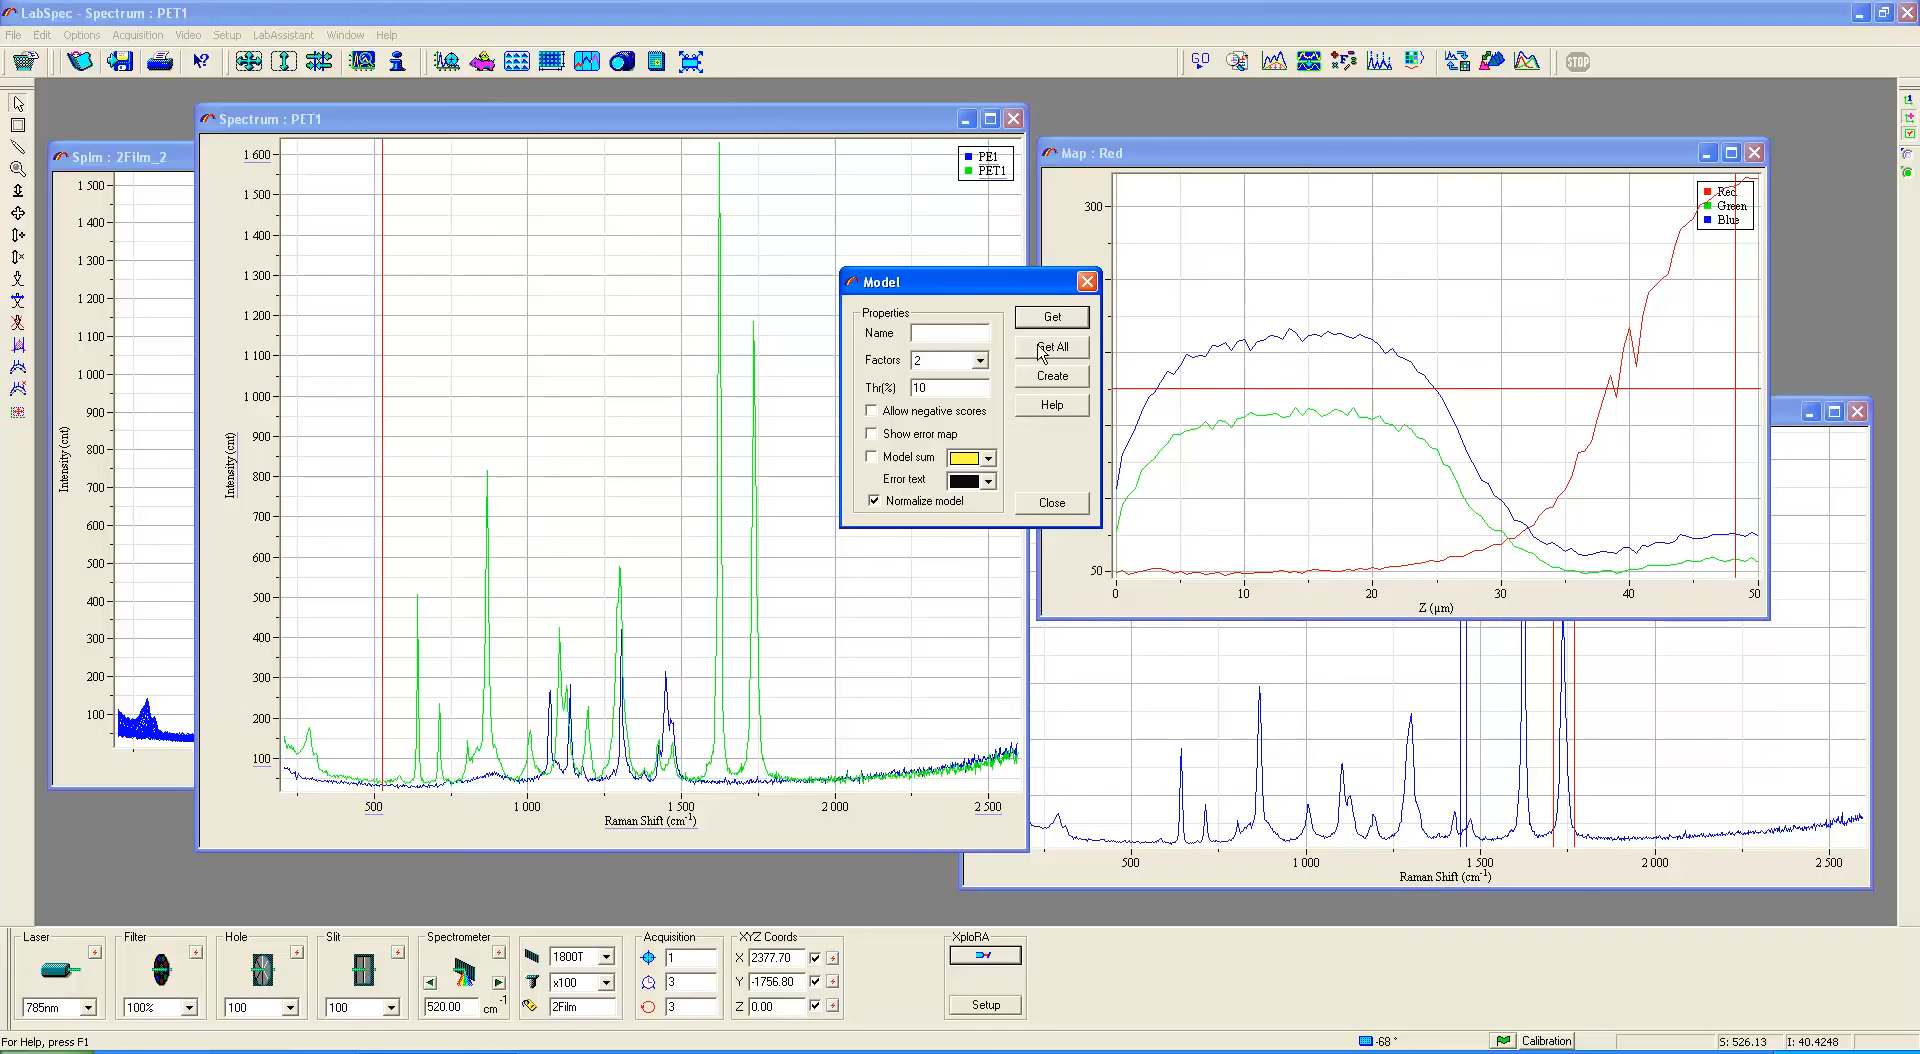 LabSpec - Spectrum : PET1
File Edit Options Acquisition Video Setup LabAssistant Window Help
GO
STOP
Splm : 2Film_2
1 500
1 400
1 300
1 200
1 100
1 000
900
800
700
600
500
400
300
200
100
Intensity (cnt)
Spectrum : PET1
1 600
1 500
1 400
1 300
1 200
1 100
1 000
900
800
700
600
500
400
300
200
100
Intensity (cnt)
PE1
PET1
500 1 000 1 500 2 000 2 500
Raman Shift (cm-1)
Model
Properties
Name
Factors 2
Thr(%) 10
Allow negative scores
Show error map
Model sum
Error text
Normalize model
Get
Get All
Create
Help
Close
Map : Red
300
50
Red
Green
Blue
0 10 20 30 40 50
Z (µm)
500 1 000 1 500 2 000 2 500
Raman Shift (cm-1)
Laser
785nm
Filter
100%
Hole
100
Slit
100
Spectrometer
520.00 cm-1
1800T
x100
2Film
Acquisition
1
3
3
XYZ Coords
X 2377.70
Y -1756.80
Z 0.00
XploRA
Setup
For Help, press F1
-68 °
Calibration
S: 526.13
I: 40.4248